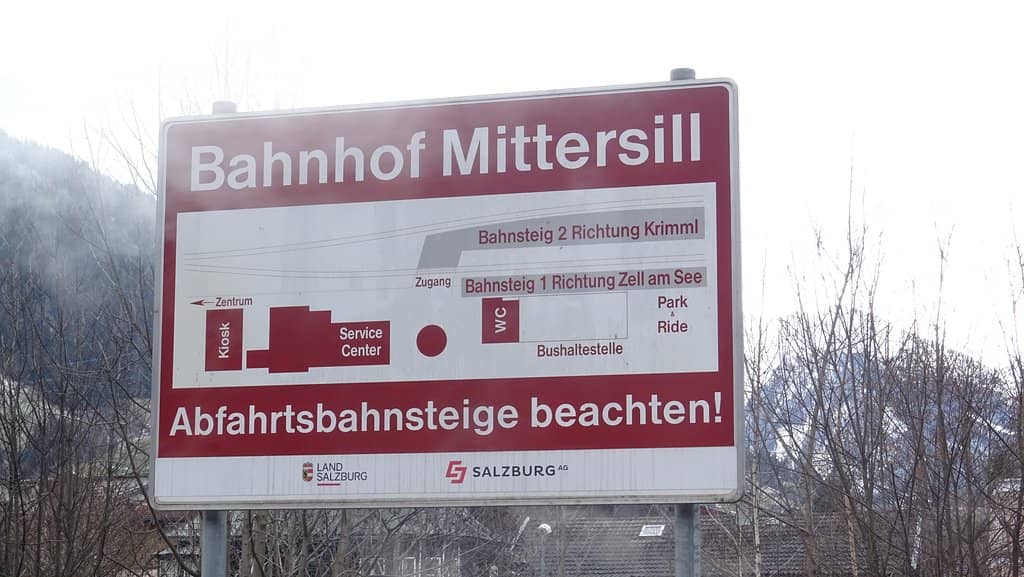 Bahnhof Mittersill
Bahnsteig 2 Richtung Krimml
Zugang
Bahnsteig 1 Richtung Zell am See
Zentrum
Kiosk
Service
Center
WC
Bushaltestelle
Park
&
Ride
Abfahrtsbahnsteige beachten!
LAND
SALZBURG
SALZBURG AG